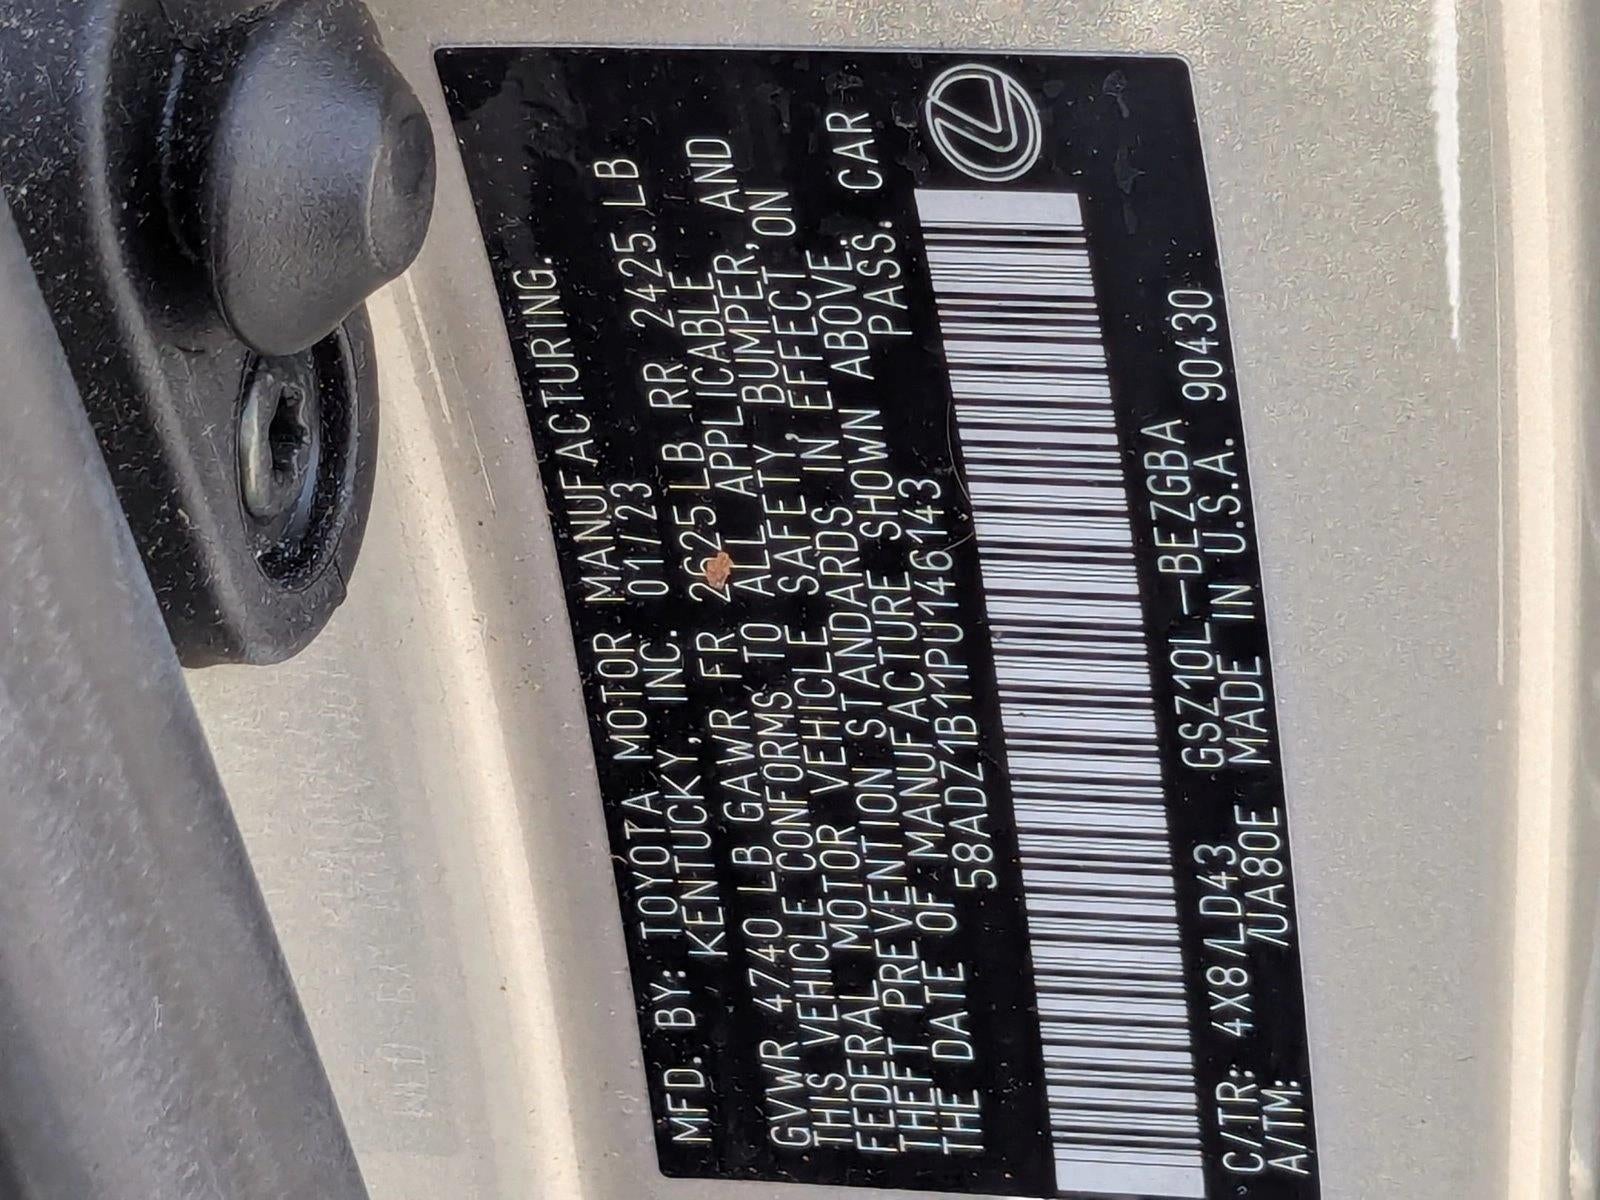 MFD. BY: TOYOTA MOTOR MANUFACTURING.
KENTUCKY, INC. 01/23
GVWR 4740 LB GAWR FR 2625 LB RR 2425 LB
THIS VEHICLE CONFORMS TO ALL APPLICABLE
FEDERAL MOTOR VEHICLE SAFETY, BUMPER, AND
THEFT PREVENTION STANDARDS IN EFFECT ON
THE DATE OF MANUFACTURE SHOWN ABOVE.
58ADZ1B11PU146143 PASS. CAR
C/TR: 4X8/LD43 GSZ10L-BEZGBA 90430
A/TM: /UA80E MADE IN U.S.A.